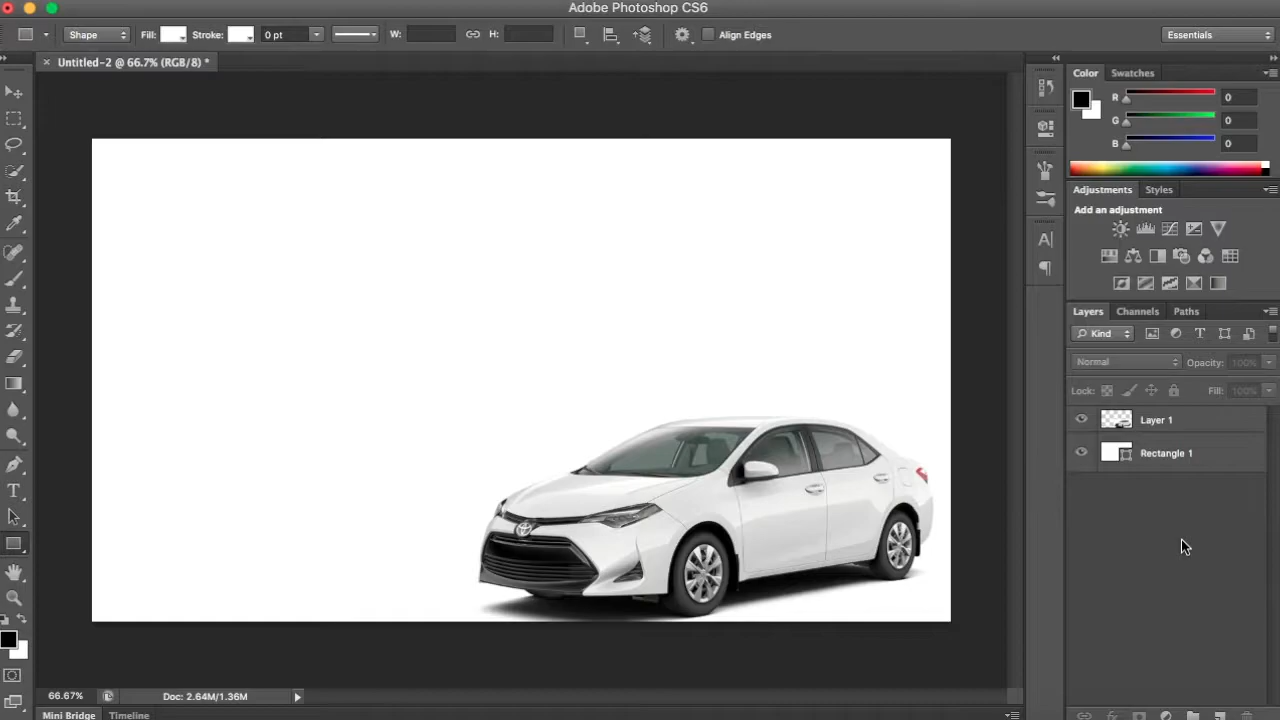 Adobe Photoshop CS6
Shape Fill: Stroke: 0 pt W: H: Align Edges Essentials
Untitled-2 @ 66.7% (RGB/8) *
Color Swatches
R 0
G 0
B 0
Adjustments Styles
Add an adjustment
Layers Channels Paths
Kind
Normal Opacity: 100%
Lock: Fill: 100%
Layer 1
Rectangle 1
66.67% Doc: 2.64M/1.36M
Mini Bridge Timeline